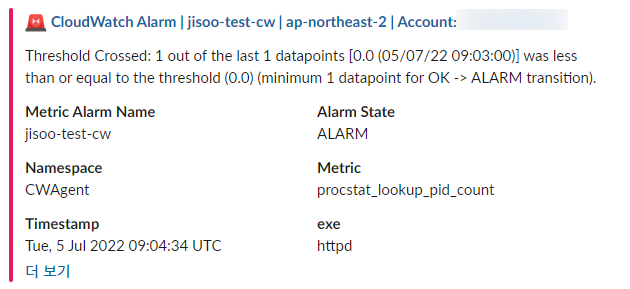 CloudWatch Alarm | jisoo-test-cw | ap-northeast-2 | Account:
Threshold Crossed: 1 out of the last 1 datapoints [0.0 (05/07/22 09:03:00)] was less
than or equal to the threshold (0.0) (minimum 1 datapoint for OK -> ALARM transition).
Metric Alarm Name Alarm State
jisoo-test-cw ALARM
Namespace Metric
CWAgent procstat_lookup_pid_count
Timestamp exe
Tue, 5 Jul 2022 09:04:34 UTC httpd
더 보기